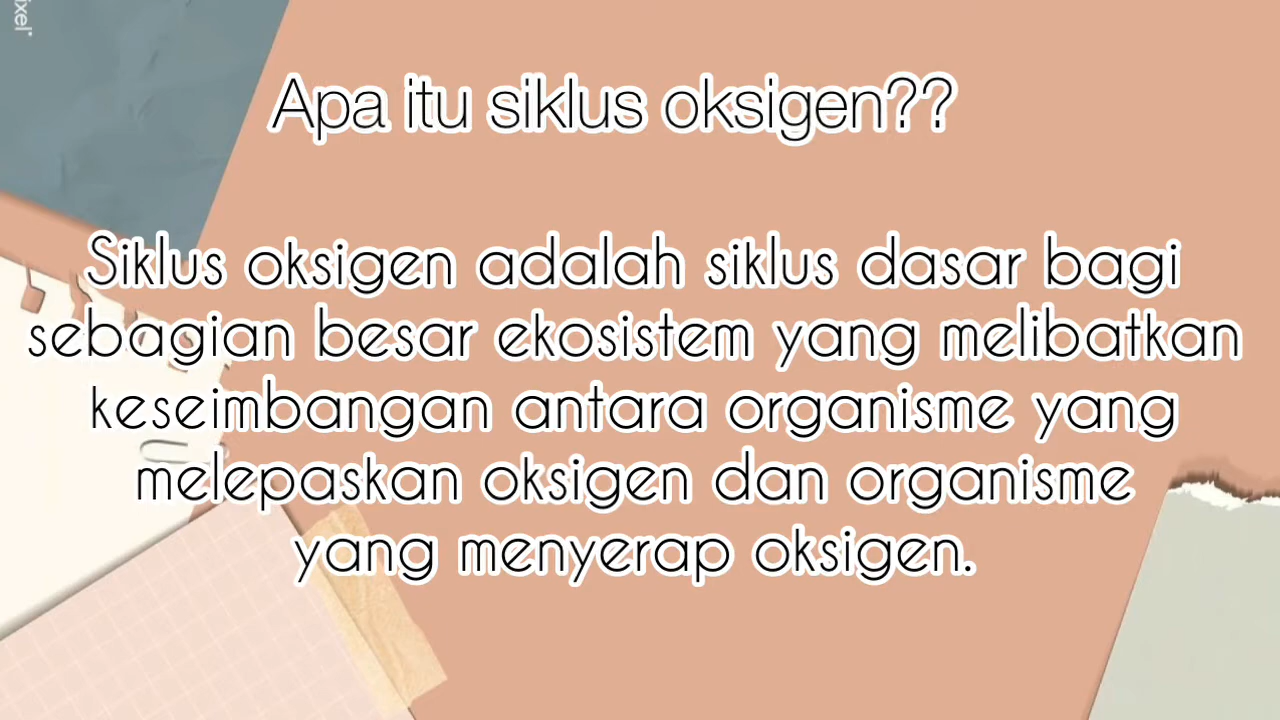 Apa itu siklus oksigen??
Siklus oksigen adalah siklus dasar bagi
sebagian besar ekosistem yang melibatkan
keseimbangan antara organisme yang
melepaskan oksigen dan organisme
yang menyerap oksigen.